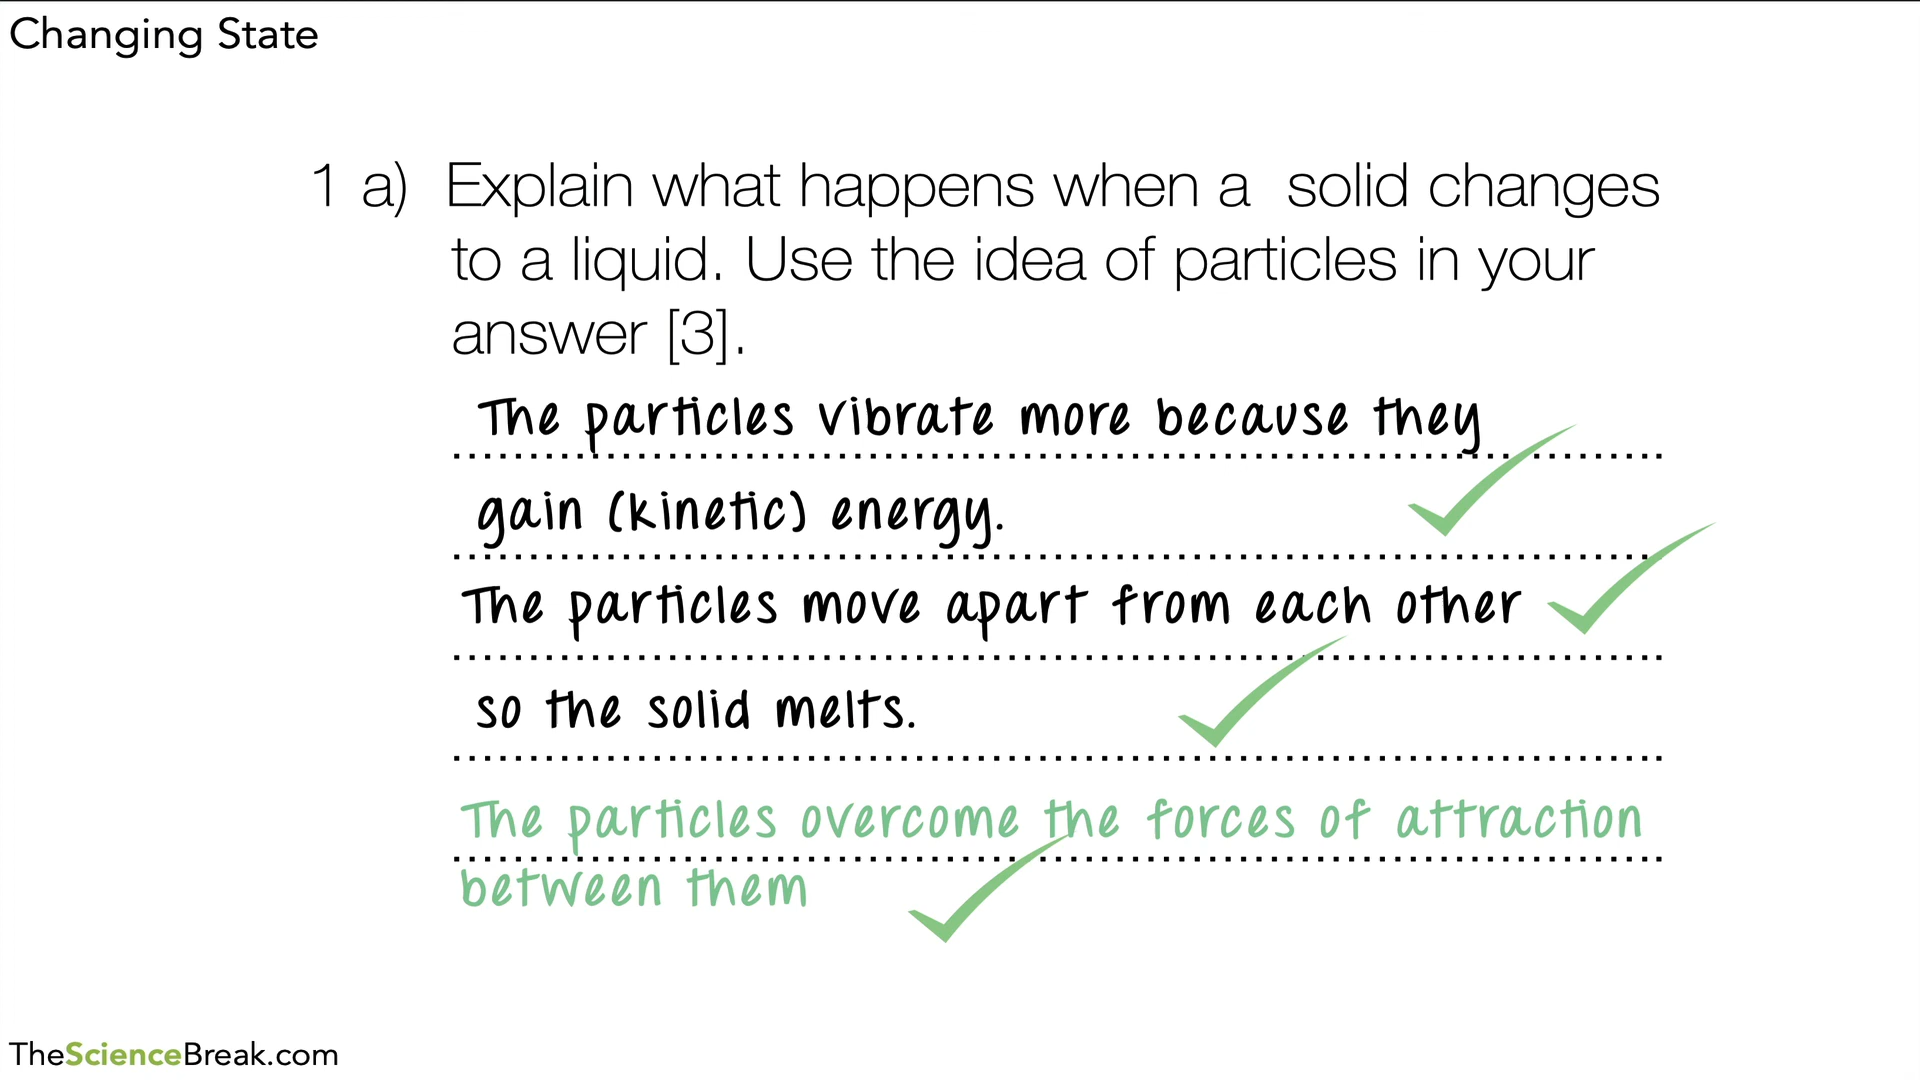 Changing State
1 a) Explain what happens when a solid changes
to a liquid. Use the idea of particles in your
answer [3].
The particles vibrate more because they
gain (kinetic) energy.
The particles move apart from each other
so the solid melts.
The particles overcome the forces of attraction
between them
TheScienceBreak.com